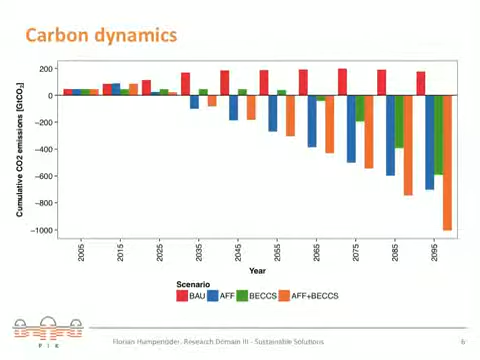 Carbon dynamics
Cumulative CO2 emissions [GtCO₂]
200
0
−200
−400
−600
−800
−1000
2005 2015 2025 2035 2045 2055 2065 2075 2085 2095
Year
Scenario
BAU AFF BECCS AFF+BECCS
P I K
Florian Humpenöder, Research Domain III - Sustainable Solutions
6